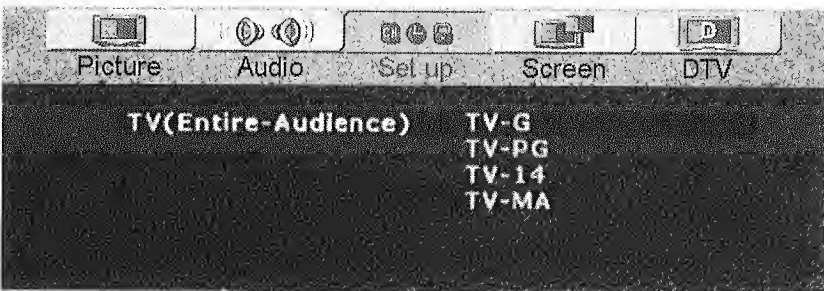 Picture Audio Set up Screen DTV
TV(Entire-Audience) TV-G
TV-PG
TV-14
TV-MA